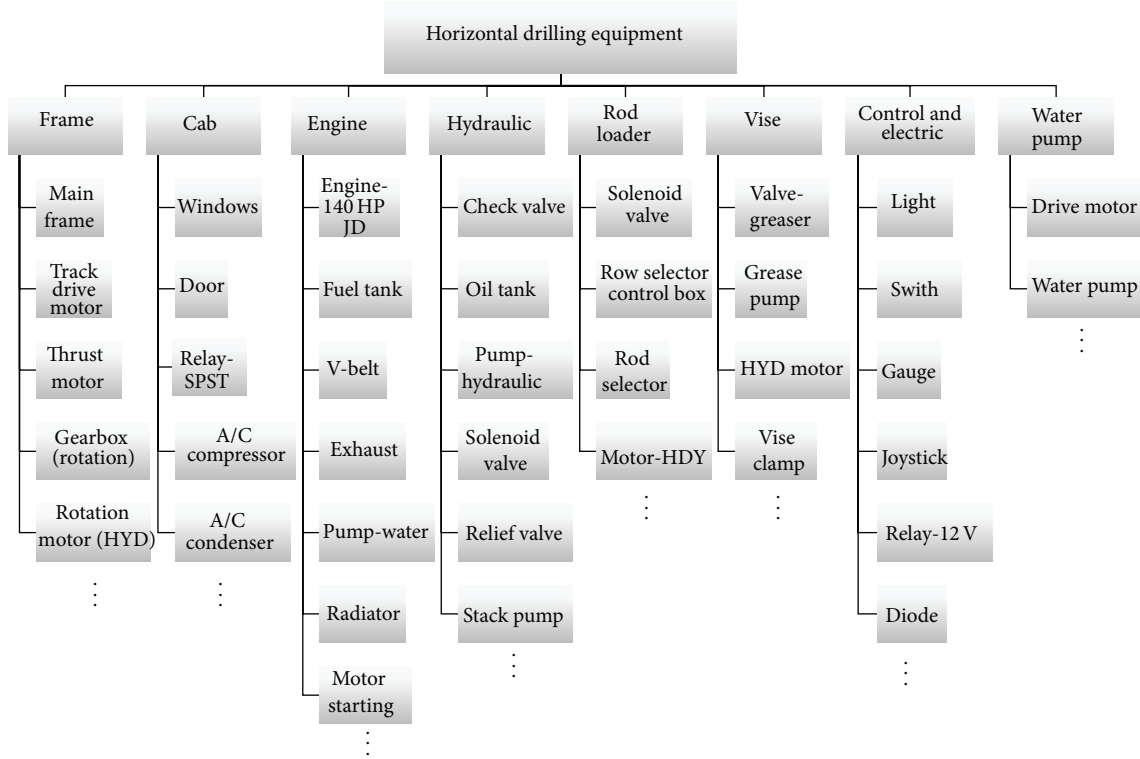 Horizontal drilling equipment
Frame
Main
frame
Track
drive
motor
Thrust
motor
Gearbox
(rotation)
Rotation
motor (HYD)
Cab
Windows
Door
Relay-
SPST
A/C
compressor
A/C
condenser
Engine
Engine-
140 HP
JD
Fuel tank
V-belt
Exhaust
Pump-water
Radiator
Motor
starting
Hydraulic
Check valve
Oil tank
Pump-
hydraulic
Solenoid
valve
Relief valve
Stack pump
Rod
loader
Solenoid
valve
Row selector
control box
Rod
selector
Motor-HDY
Vise
Valve-
greaser
Grease
pump
HYD motor
Vise
clamp
Control and
electric
Light
Swith
Gauge
Joystick
Relay-12 V
Diode
Water
pump
Drive motor
Water pump